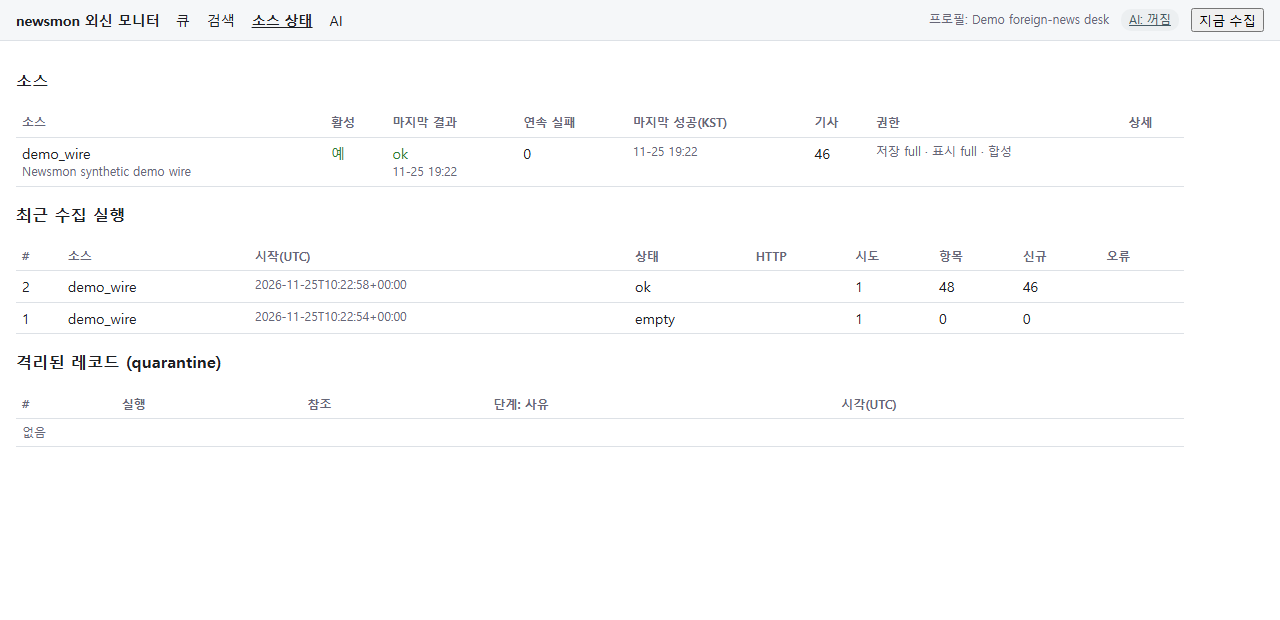 newsmon 외신 모니터 큐 검색 소스 상태 AI 프로필: Demo foreign-news desk AI: 꺼짐 지금 수집
소스
소스 활성 마지막 결과 연속 실패 마지막 성공(KST) 기사 권한 상세
demo_wire 예 ok 0 11-25 19:22 46 저장 full · 표시 full · 합성
Newsmon synthetic demo wire 11-25 19:22
최근 수집 실행
# 소스 시작(UTC) 상태 HTTP 시도 항목 신규 오류
2 demo_wire 2026-11-25T10:22:58+00:00 ok 1 48 46
1 demo_wire 2026-11-25T10:22:54+00:00 empty 1 0 0
격리된 레코드 (quarantine)
# 실행 참조 단계: 사유 시각(UTC)
없음